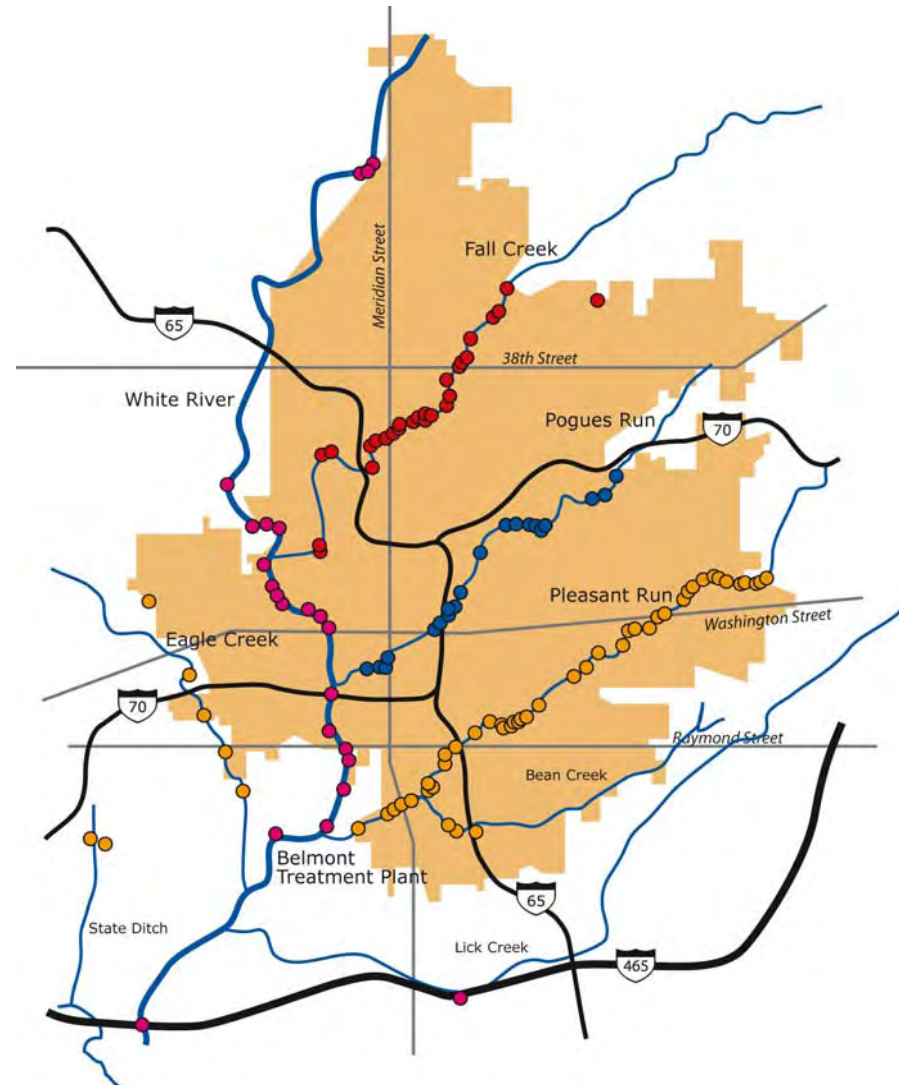 Meridian Street
Fall Creek
65
38th Street
White River
Pogues Run
70
Pleasant Run
Washington Street
Eagle Creek
70
Raymond Street
Bean Creek
Belmont
Treatment Plant
65
State Ditch
Lick Creek
465